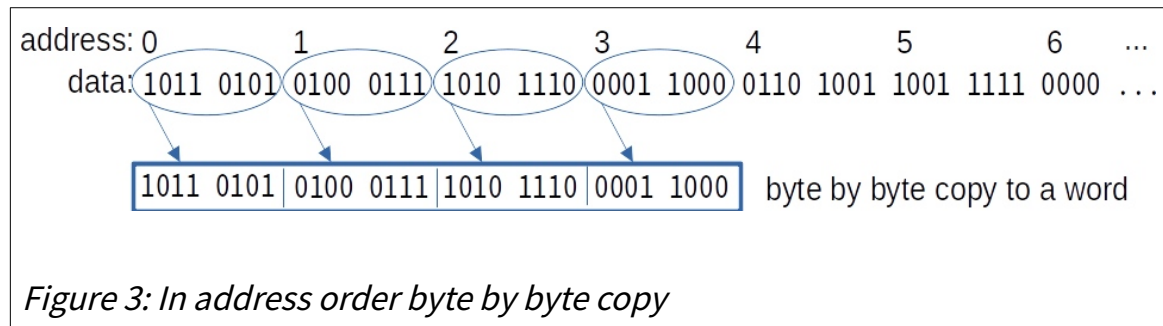 address: 0 1 2 3 4 5 6 ...
data: 1011 0101 0100 0111 1010 1110 0001 1000 0110 1001 1001 1111 0000 ...
1011 0101 0100 0111 1010 1110 0001 1000 byte by byte copy to a word
Figure 3: In address order byte by byte copy